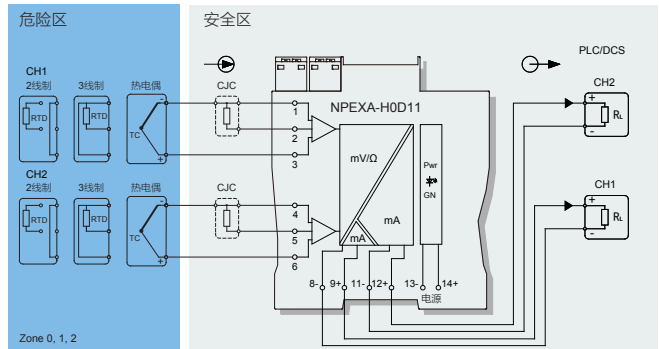 危险区
安全区
PLC/DCS
CH1
2线制
3线制
热电偶
CJC
RTD
RTD
TC
-
+
1
2
3
NPEXA-H0D11
mV/Ω
mA
mA
Pwr
GN
CH2
+
-
RL
CH2
2线制
3线制
热电偶
CJC
RTD
RTD
TC
-
+
4
5
6
CH1
+
-
RL
8-
9+
11-
12+
13-
14+
电源
Zone 0, 1, 2